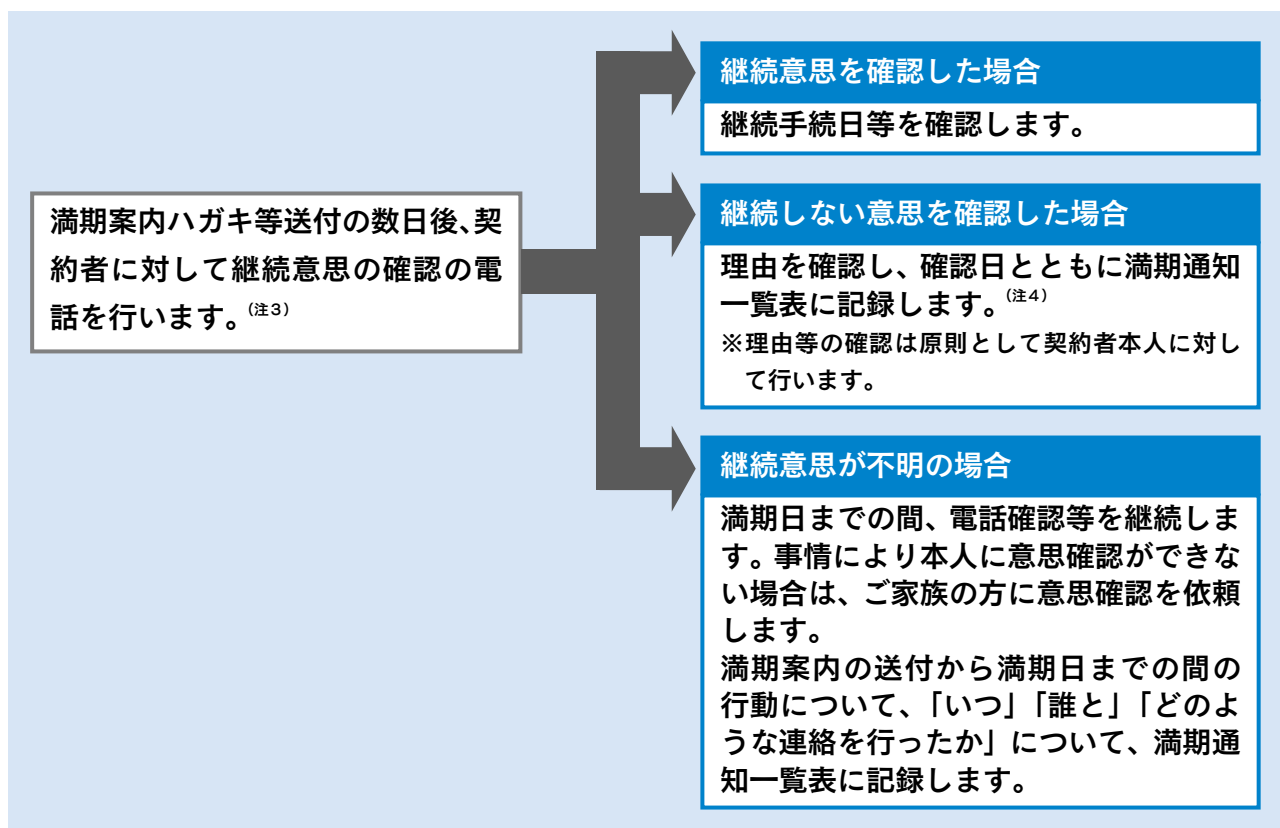 満期案内ハガキ等送付の数日後、契
約者に対して継続意思の確認の電
話を行います。(注3)
継続意思を確認した場合
継続手続日等を確認します。
継続しない意思を確認した場合
理由を確認し、確認日とともに満期通知
一覧表に記録します。(注4)
※理由等の確認は原則として契約者本人に対し
て行います。
継続意思が不明の場合
満期日までの間、電話確認等を継続しま
す。事情により本人に意思確認ができな
い場合は、ご家族の方に意思確認を依頼
します。
満期案内の送付から満期日までの間の
行動について、「いつ」「誰と」「どのよ
うな連絡を行ったか」について、満期通
知一覧表に記録します。